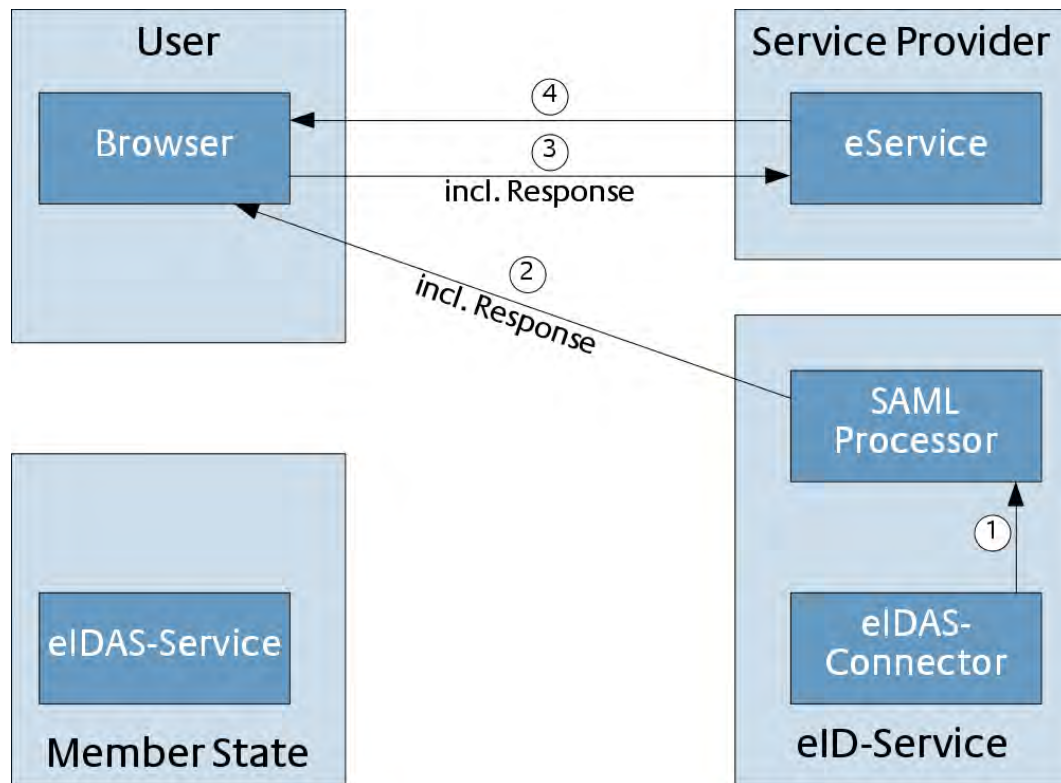 User
Browser
Service Provider
eService
4
3
incl. Response
2
incl. Response
SAML
Processor
1
eIDAS-
Connector
eID-Service
eIDAS-Service
Member State